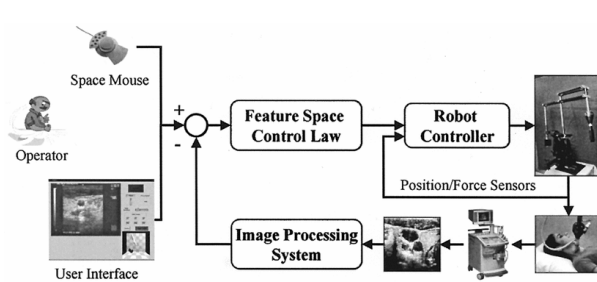 Space Mouse
Operator
User Interface
+
-
Feature Space
Control Law
Robot
Controller
Position/Force Sensors
Image Processing
System